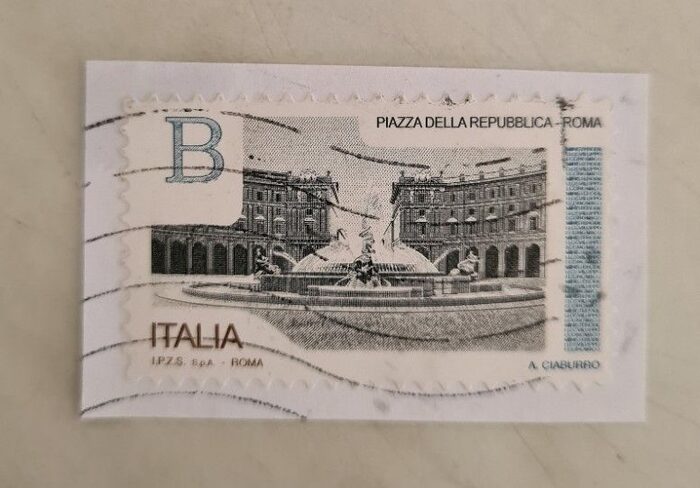 B
PIAZZA DELLA REPUBBLICA - ROMA
ITALIA
I.P.Z.S. S.p.A. - ROMA
A. CIABURRO